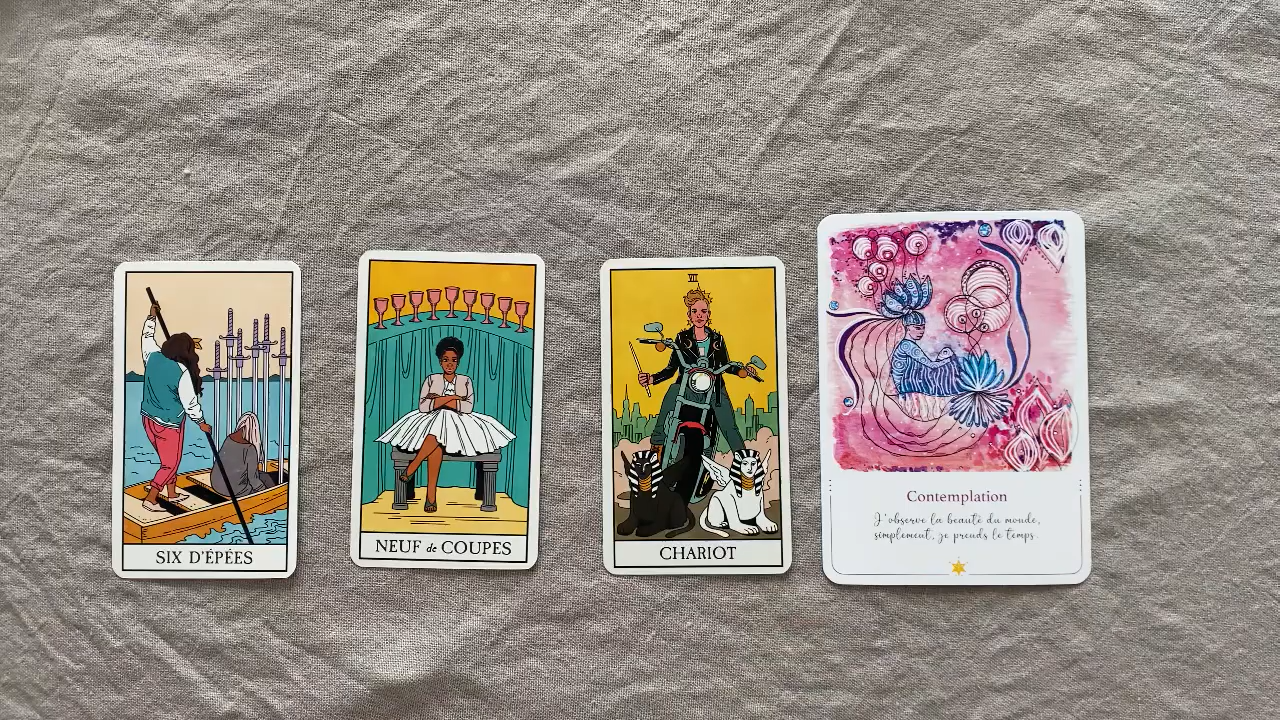 SIX D'ÉPÉES
NEUF de COUPES
VII
CHARIOT
Contemplation
J'observe la beauté du monde,
simplement, je prends le temps